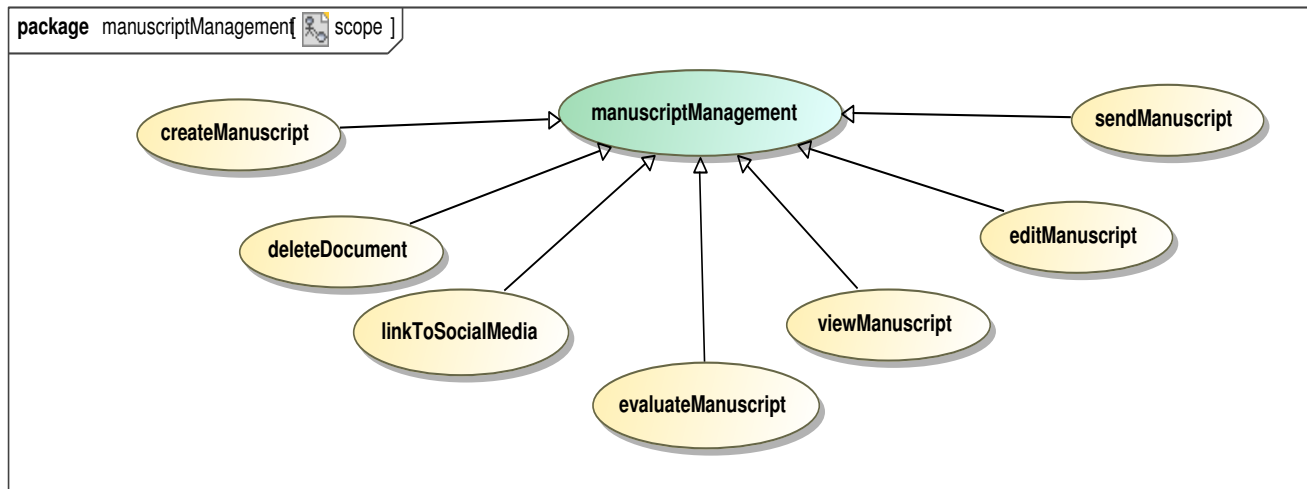 package manuscriptManagement[ scope ]
manuscriptManagement
createManuscript
sendManuscript
deleteDocument
editManuscript
linkToSocialMedia
viewManuscript
evaluateManuscript